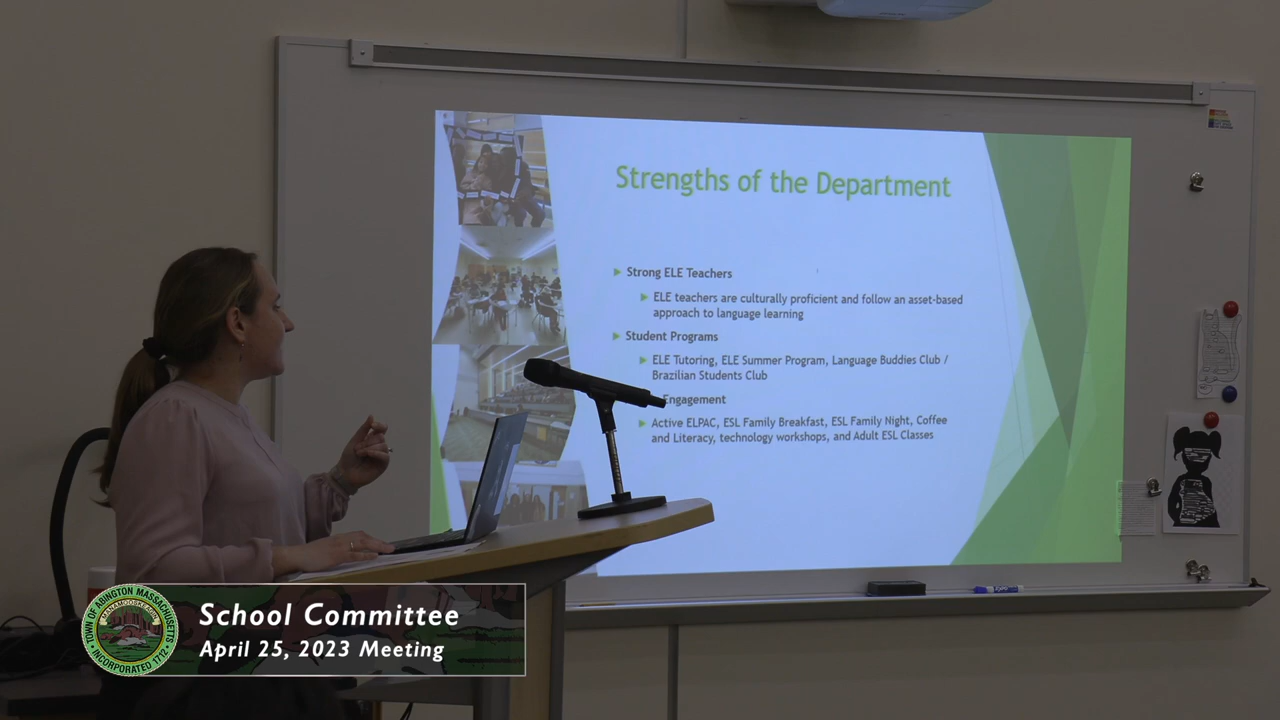 Strengths of the Department
Strong ELE Teachers
ELE teachers are culturally proficient and follow an asset-based
approach to language learning
Student Programs
ELE Tutoring, ELE Summer Program, Language Buddies Club /
Brazilian Students Club
Engagement
Active ELPAC, ESL Family Breakfast, ESL Family Night, Coffee
and Literacy, technology workshops, and Adult ESL Classes
TOWN OF ABINGTON MASSACHUSETTS
INCORPORATED 1712
School Committee
April 25, 2023 Meeting